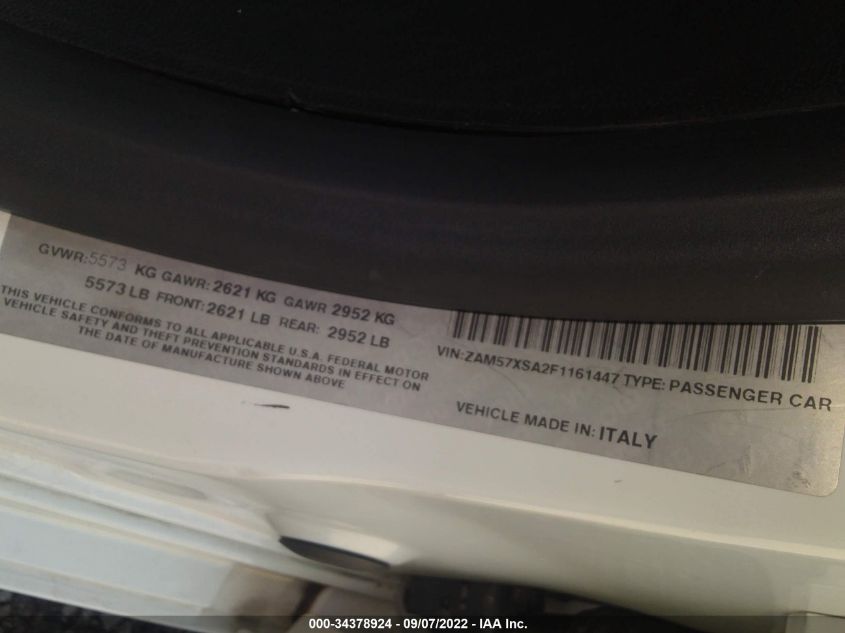 GVWR:5573 KG GAWR: 2621 KG GAWR 2952 KG
5573 LB FRONT: 2621 LB REAR: 2952 LB
THIS VEHICLE CONFORMS TO ALL APPLICABLE U.S.A. FEDERAL MOTOR
VEHICLE SAFETY AND THEFT PREVENTION STANDARDS IN EFFECT ON
THE DATE OF MANUFACTURE SHOWN ABOVE
VIN:ZAM57XSA2F1161447 TYPE: PASSENGER CAR
VEHICLE MADE IN: ITALY
000-34378924 - 09/07/2022 - IAA Inc.